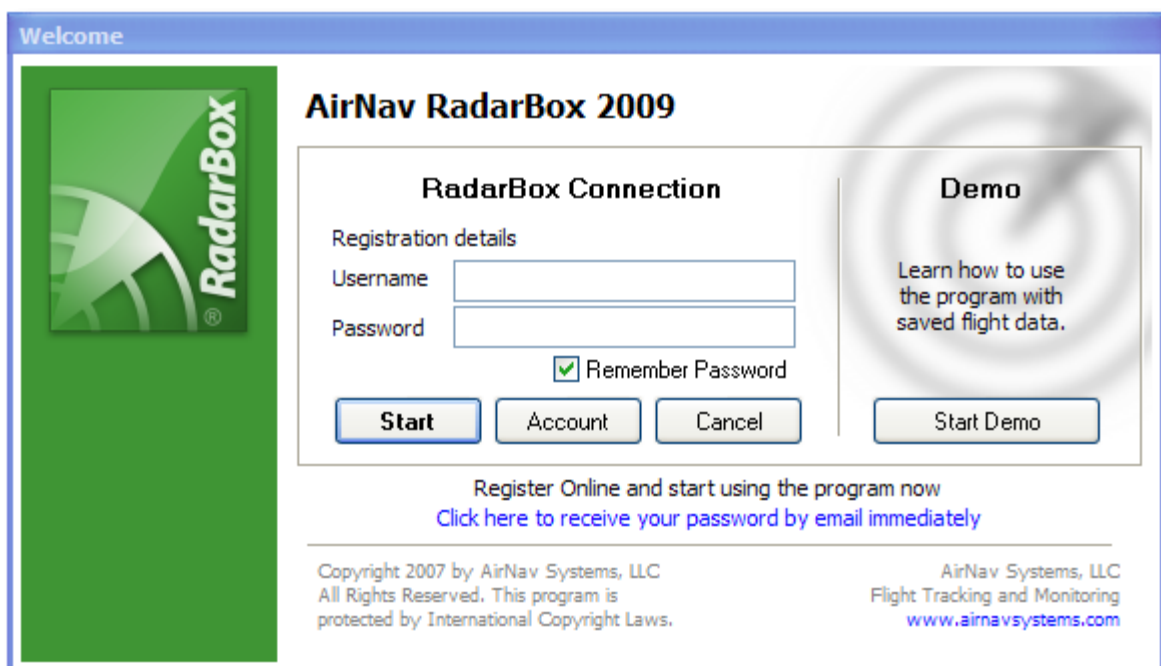 Welcome
RadarBox
®
AirNav RadarBox 2009
RadarBox Connection
Registration details
Username
Password
Remember Password
Start
Account
Cancel
Demo
Learn how to use
the program with
saved flight data.
Start Demo
Register Online and start using the program now
Click here to receive your password by email immediately
Copyright 2007 by AirNav Systems, LLC
All Rights Reserved. This program is
protected by International Copyright Laws.
AirNav Systems, LLC
Flight Tracking and Monitoring
www.airnavsystems.com